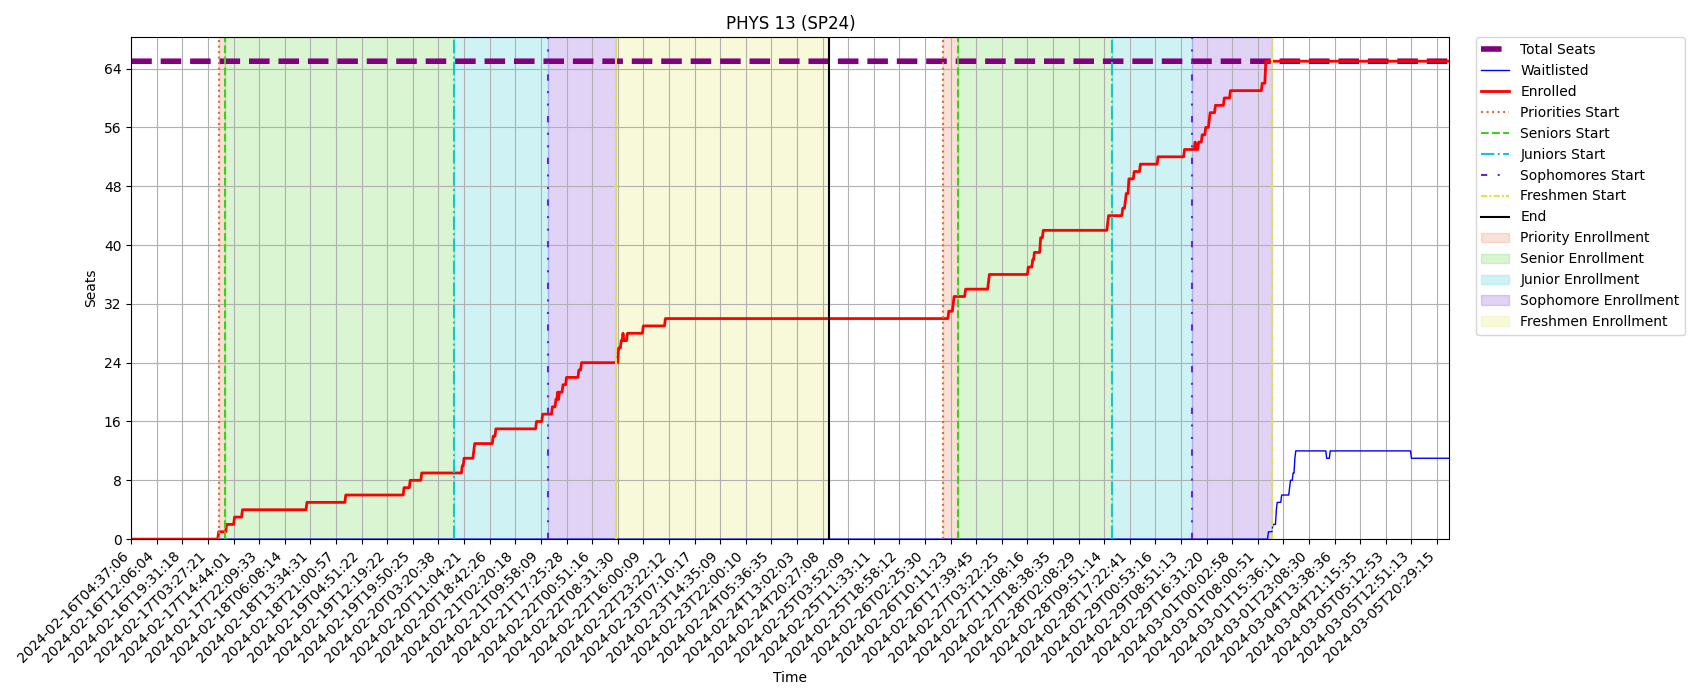 PHYS 13 (SP24)
Seats
64
56
48
40
32
24
16
8
0
2024-02-16T04:37:06
2024-02-16T12:06:04
2024-02-16T19:31:18
2024-02-17T03:27:21
2024-02-17T14:44:01
2024-02-17T22:09:33
2024-02-18T06:08:14
2024-02-18T13:34:31
2024-02-18T21:00:57
2024-02-19T04:51:22
2024-02-19T12:19:22
2024-02-19T19:50:25
2024-02-20T03:20:38
2024-02-20T11:04:21
2024-02-20T18:42:26
2024-02-21T02:20:18
2024-02-21T09:58:09
2024-02-21T17:25:28
2024-02-22T00:51:16
2024-02-22T08:31:30
2024-02-22T16:00:09
2024-02-22T23:22:12
2024-02-23T07:10:17
2024-02-23T14:35:09
2024-02-23T22:00:10
2024-02-24T05:36:35
2024-02-24T13:02:03
2024-02-24T20:27:08
2024-02-25T03:52:09
2024-02-25T11:33:11
2024-02-25T18:58:12
2024-02-26T02:25:30
2024-02-26T10:11:23
2024-02-26T17:39:45
2024-02-27T03:22:25
2024-02-27T11:08:16
2024-02-27T18:38:35
2024-02-28T02:08:29
2024-02-28T09:51:14
2024-02-28T17:22:41
2024-02-29T00:53:16
2024-02-29T08:51:13
2024-02-29T16:31:20
2024-03-01T00:02:58
2024-03-01T08:00:51
2024-03-01T15:36:11
2024-03-01T23:08:30
2024-03-04T13:38:36
2024-03-04T21:15:35
2024-03-05T05:12:53
2024-03-05T12:51:13
2024-03-05T20:29:15
Time
Total Seats
Waitlisted
Enrolled
Priorities Start
Seniors Start
Juniors Start
Sophomores Start
Freshmen Start
End
Priority Enrollment
Senior Enrollment
Junior Enrollment
Sophomore Enrollment
Freshmen Enrollment